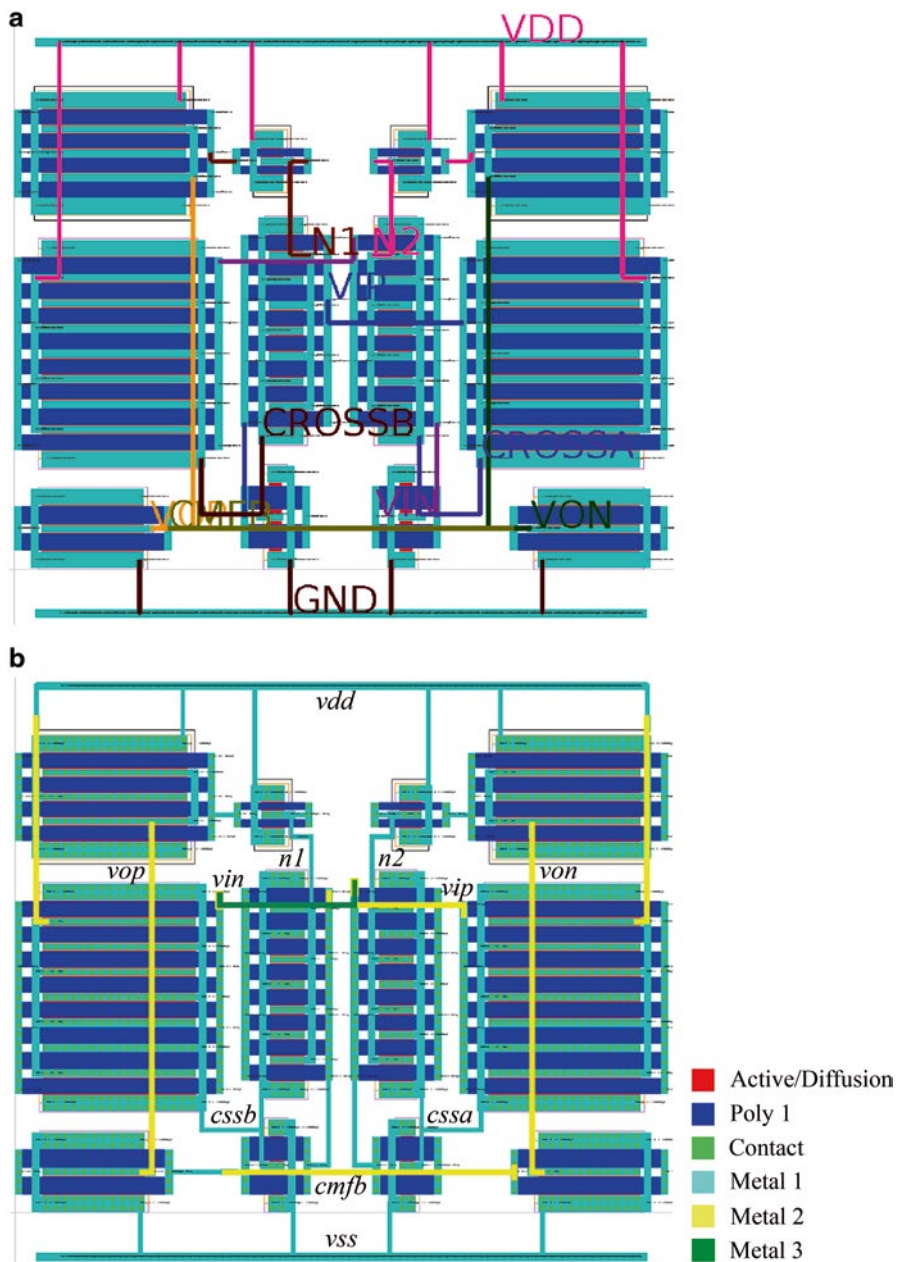 a
VDD
N1 N2
VIP
CROSSB
CROSSA
VIN
VON
GND
b
vdd
n1 n2
vop vin vip von
cssb cssa
cmfb
vss
Active/Diffusion
Poly 1
Contact
Metal 1
Metal 2
Metal 3